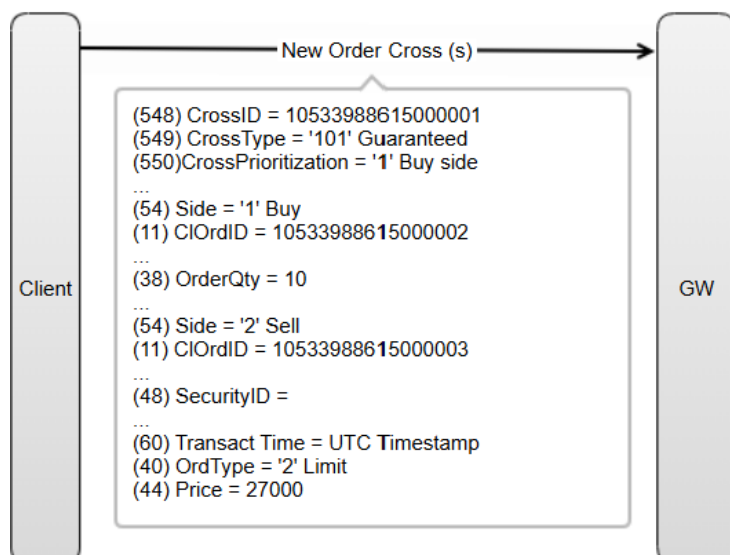 New Order Cross (s)
(548) CrossID = 10533988615000001
(549) CrossType = '101' Guaranteed
(550)CrossPrioritization = '1' Buy side
...
(54) Side = '1' Buy
(11) ClOrdID = 10533988615000002
...
(38) OrderQty = 10
...
(54) Side = '2' Sell
(11) ClOrdID = 10533988615000003
...
(48) SecurityID =
...
(60) Transact Time = UTC Timestamp
(40) OrdType = '2' Limit
(44) Price = 27000
Client
GW